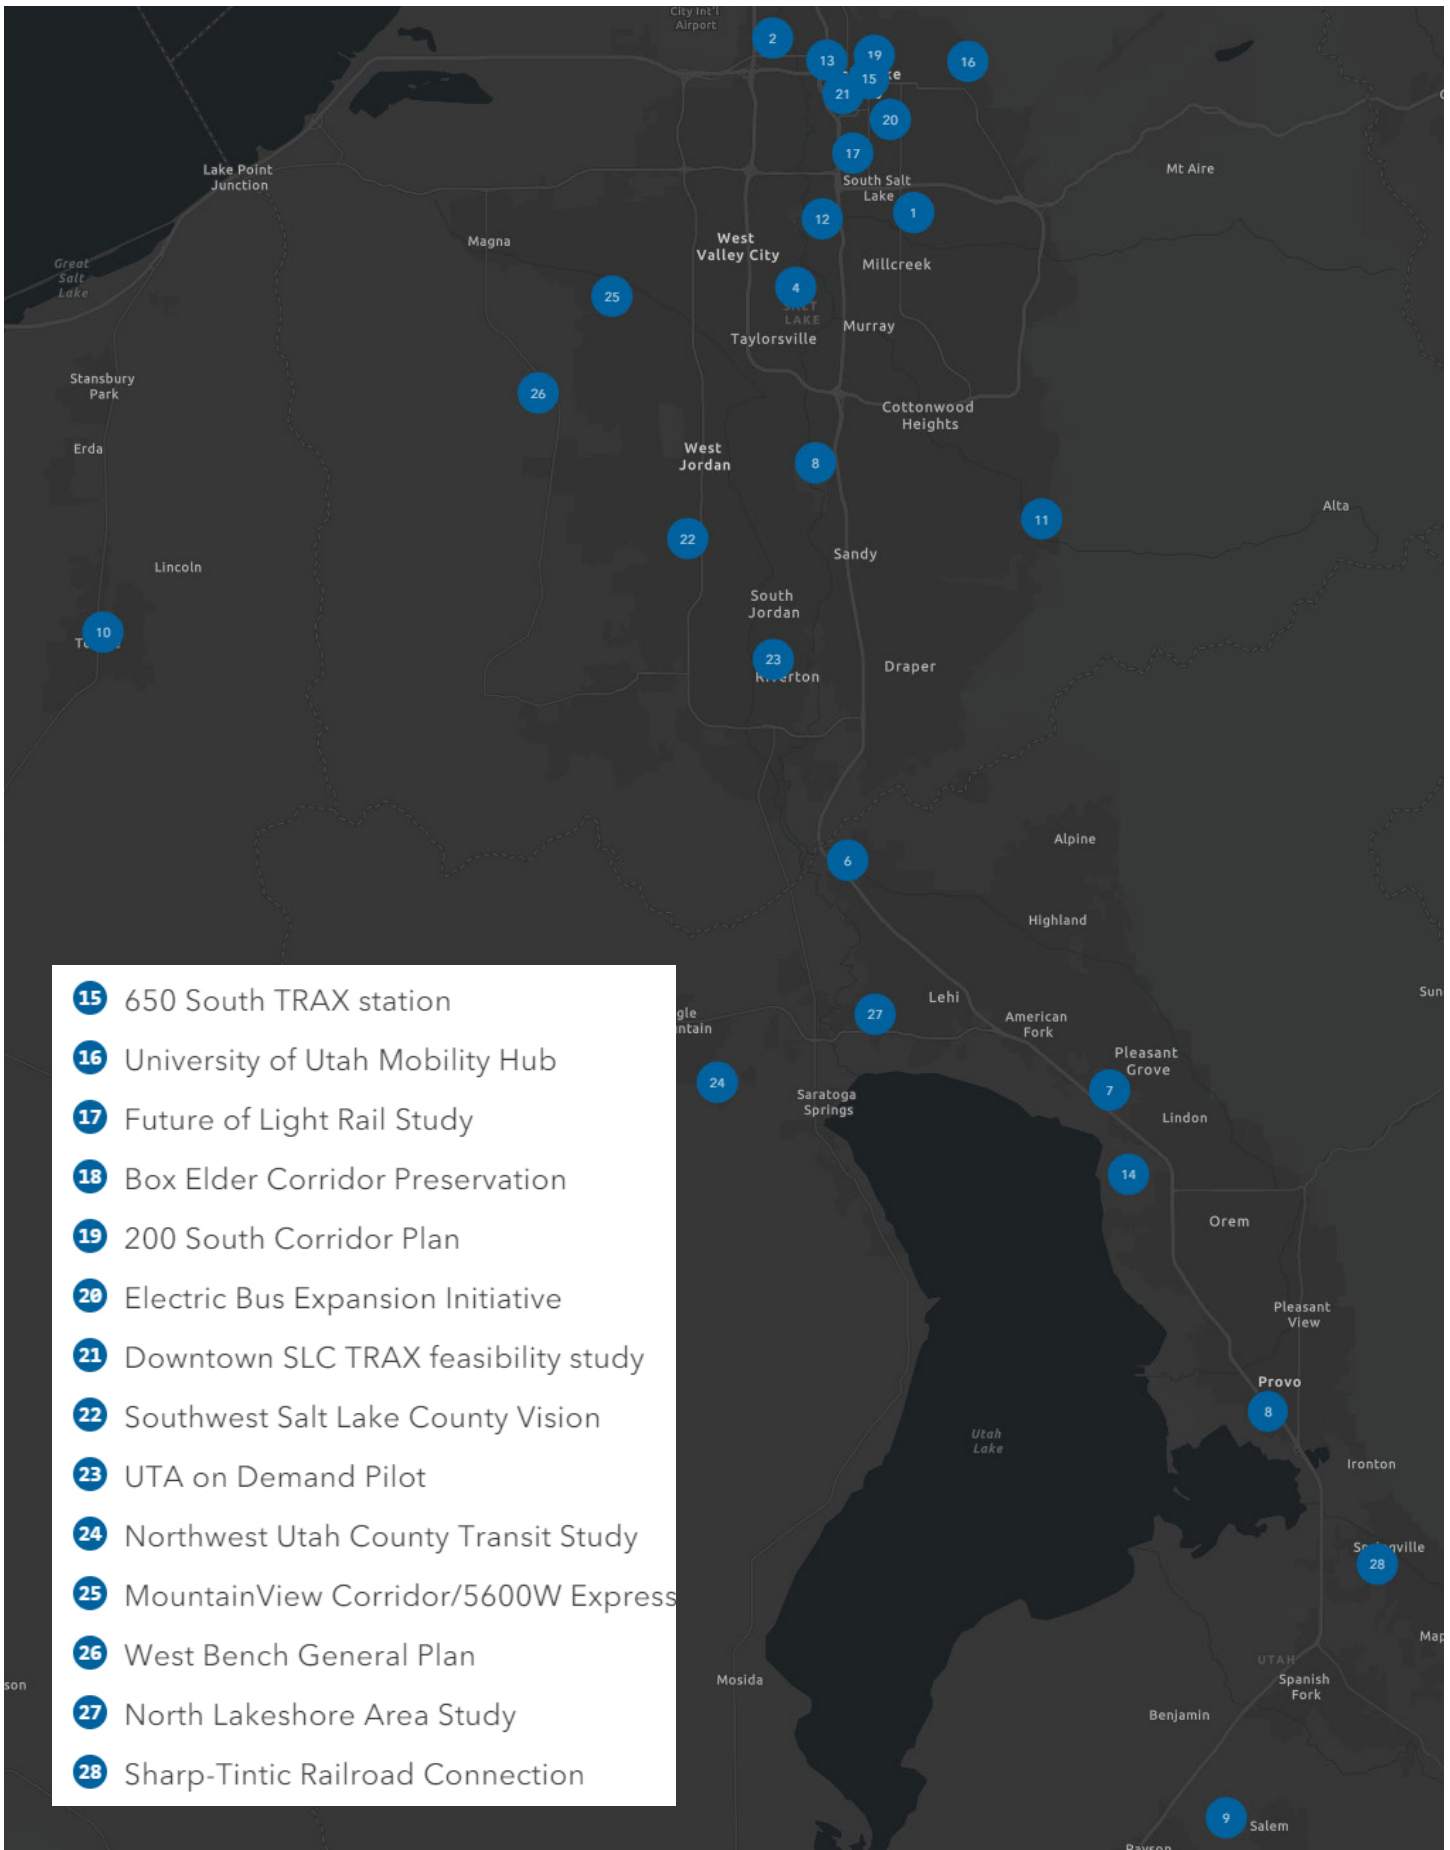 City Int'l
Airport
2
13
19
16
15
21
20
17
Lake Point
Junction
Mt Aire
South Salt
Lake
1
12
Magna
West
Valley City
Millcreek
Great
Salt
Lake
4
25
SALT
LAKE
Murray
Taylorsville
Stansbury
Park
26
Cottonwood
Heights
Erda
West
Jordan
8
11
Alta
22
Sandy
Lincoln
South
Jordan
10
23
Riverton
Draper
Alpine
6
Highland
Lehi
27
American
Fork
Pleasant
Grove
24
7
Saratoga
Springs
Lindon
14
Orem
Pleasant
View
Provo
8
Utah
Lake
Ironton
28
Mosida
UTAH
Spanish
Fork
Benjamin
9
Salem
15 650 South TRAX station
16 University of Utah Mobility Hub
17 Future of Light Rail Study
18 Box Elder Corridor Preservation
19 200 South Corridor Plan
20 Electric Bus Expansion Initiative
21 Downtown SLC TRAX feasibility study
22 Southwest Salt Lake County Vision
23 UTA on Demand Pilot
24 Northwest Utah County Transit Study
25 MountainView Corridor/5600W Express
26 West Bench General Plan
27 North Lakeshore Area Study
28 Sharp-Tintic Railroad Connection